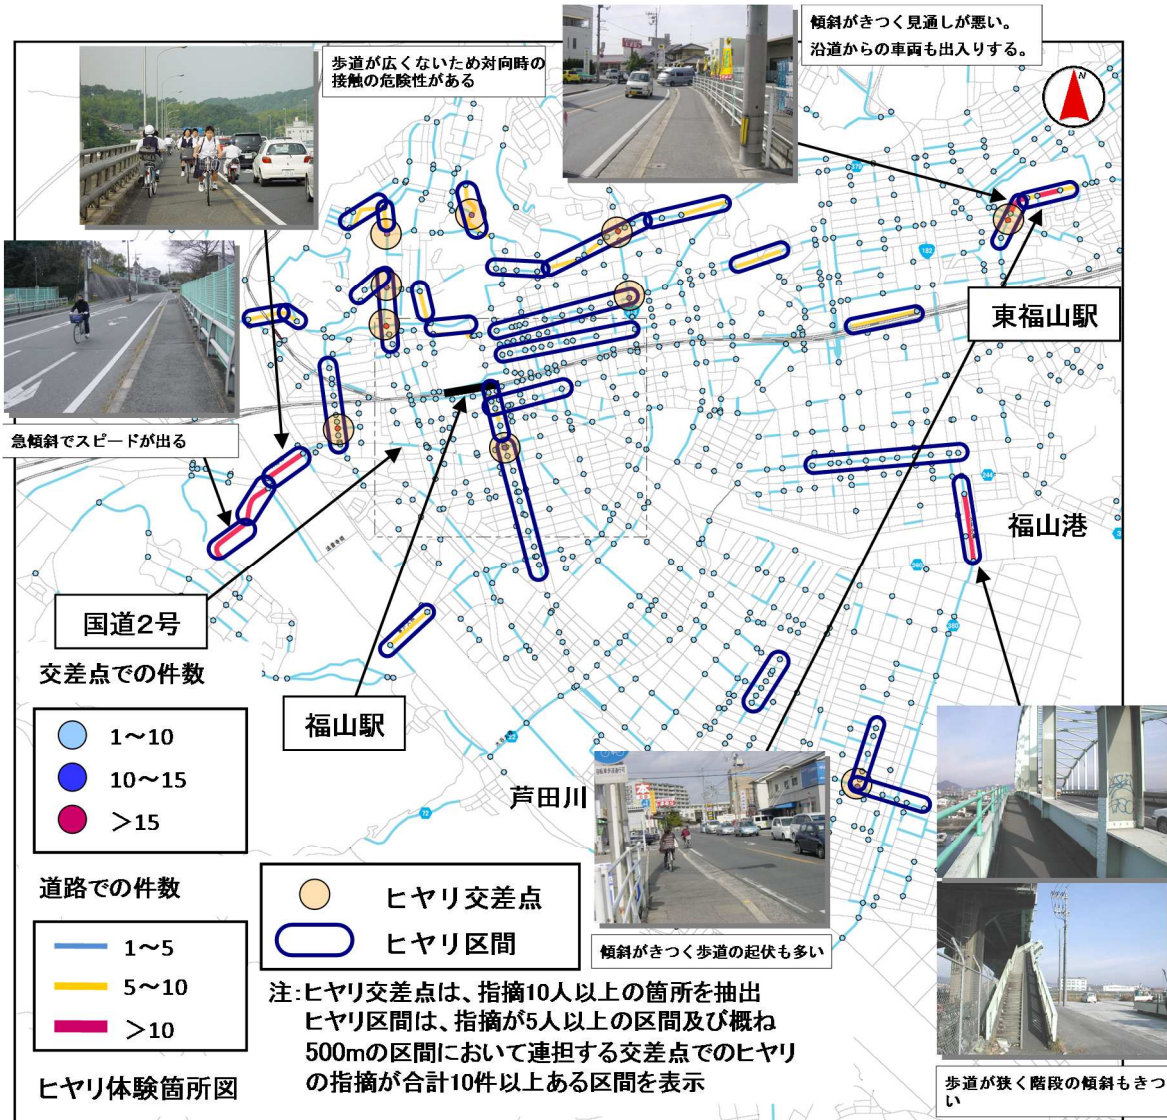 傾斜がきつく見通しが悪い。
沿道からの車両も出入りする。
歩道が広くないため対向時の
接触の危険性がある
N
182
東福山駅
急傾斜でスピードが出る
244
福山港
380
380
国道2号
交差点での件数
1~10
10~15
>15
福山駅
22
芦田川
72
道路での件数
1~5
5~10
>10
ヒヤリ交差点
ヒヤリ区間
傾斜がきつく歩道の起伏も多い
注:ヒヤリ交差点は、指摘10人以上の箇所を抽出
ヒヤリ区間は、指摘が5人以上の区間及び概ね
500mの区間において連担する交差点でのヒヤリ
の指摘が合計10件以上ある区間を表示
ヒヤリ体験箇所図
歩道が狭く階段の傾斜もきつ
い